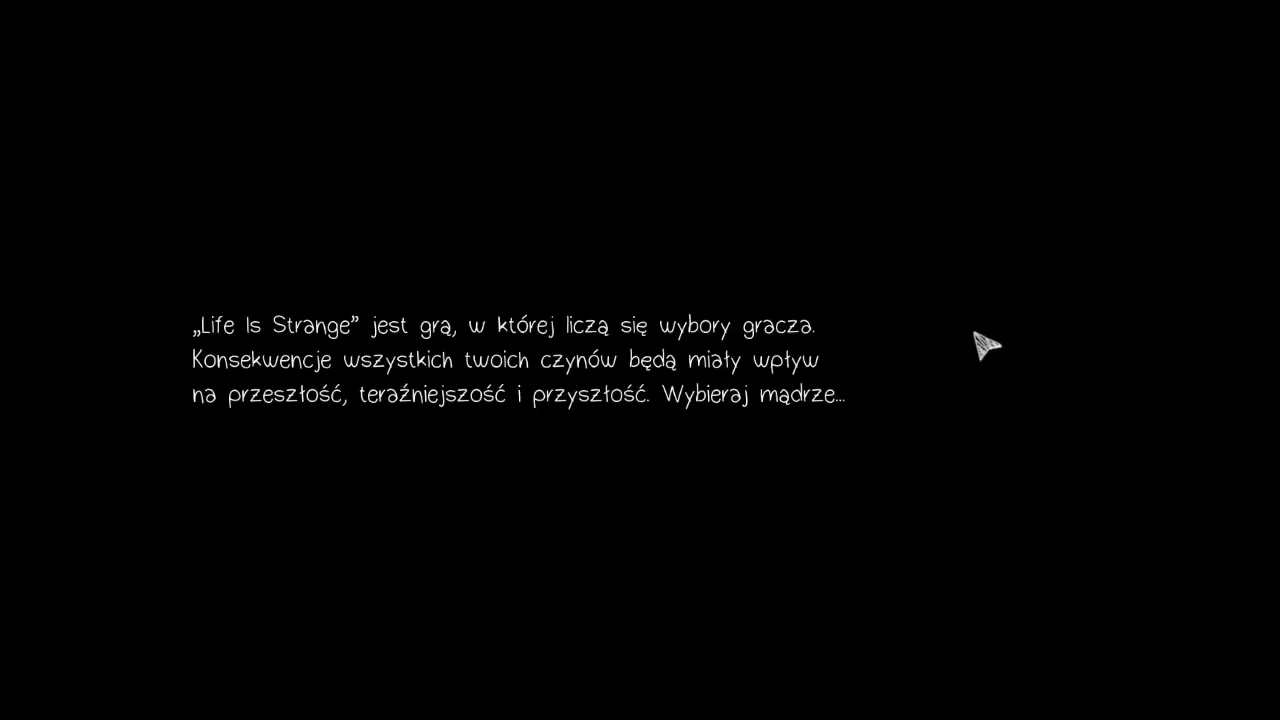 „Life Is Strange” jest grą, w której liczą się wybory gracza.
Konsekwencje wszystkich twoich czynów będą miały wpływ
na przeszłość, teraźniejszość i przyszłość. Wybieraj mądrze...